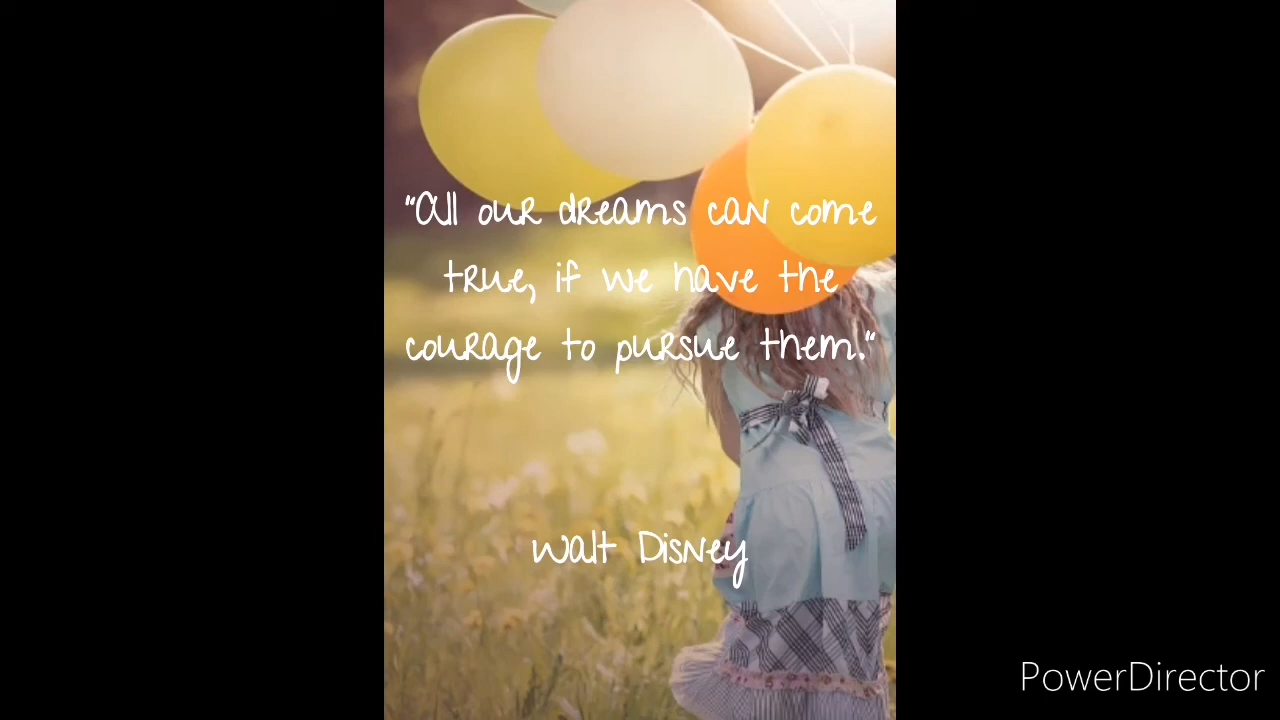 "All our dreams can come
true, if we have the
courage to pursue them."
Walt Disney
PowerDirector